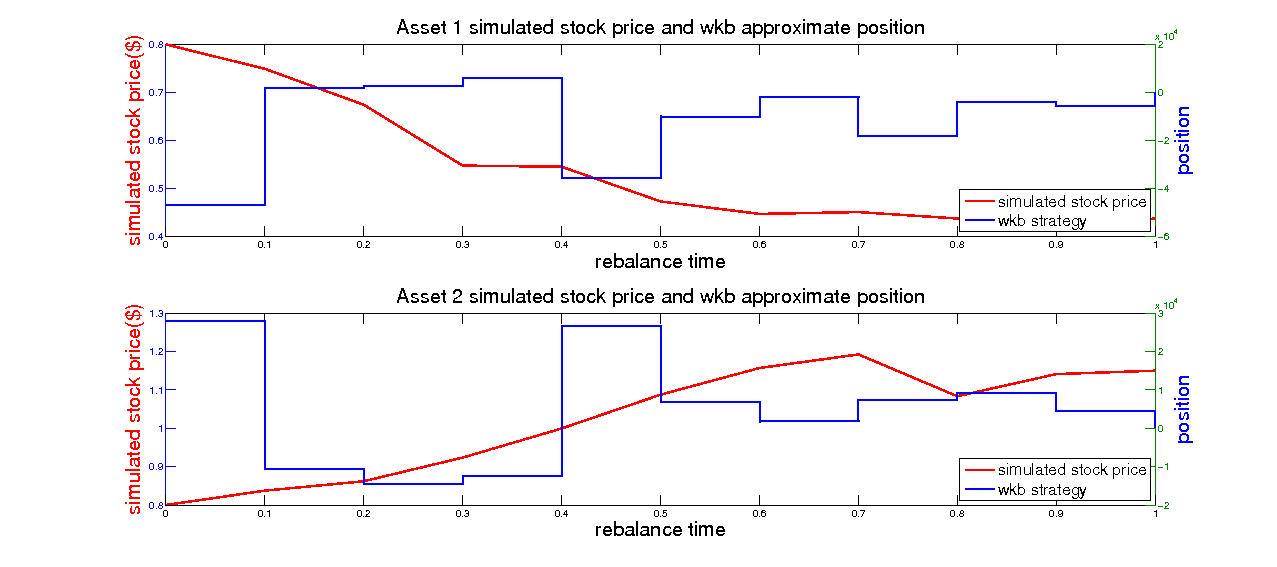 Asset 1 simulated stock price and wkb approximate position
x 10^4
simulated stock price($)
0.8
0.7
0.6
0.5
0.4
2
0
-2
-4
-6
position
simulated stock price
wkb strategy
0 0.1 0.2 0.3 0.4 0.5 0.6 0.7 0.8 0.9 1
rebalance time
Asset 2 simulated stock price and wkb approximate position
x 10^4
simulated stock price($)
1.3
1.2
1.1
1
0.9
0.8
3
2
1
0
-1
-2
position
simulated stock price
wkb strategy
0 0.1 0.2 0.3 0.4 0.5 0.6 0.7 0.8 0.9 1
rebalance time